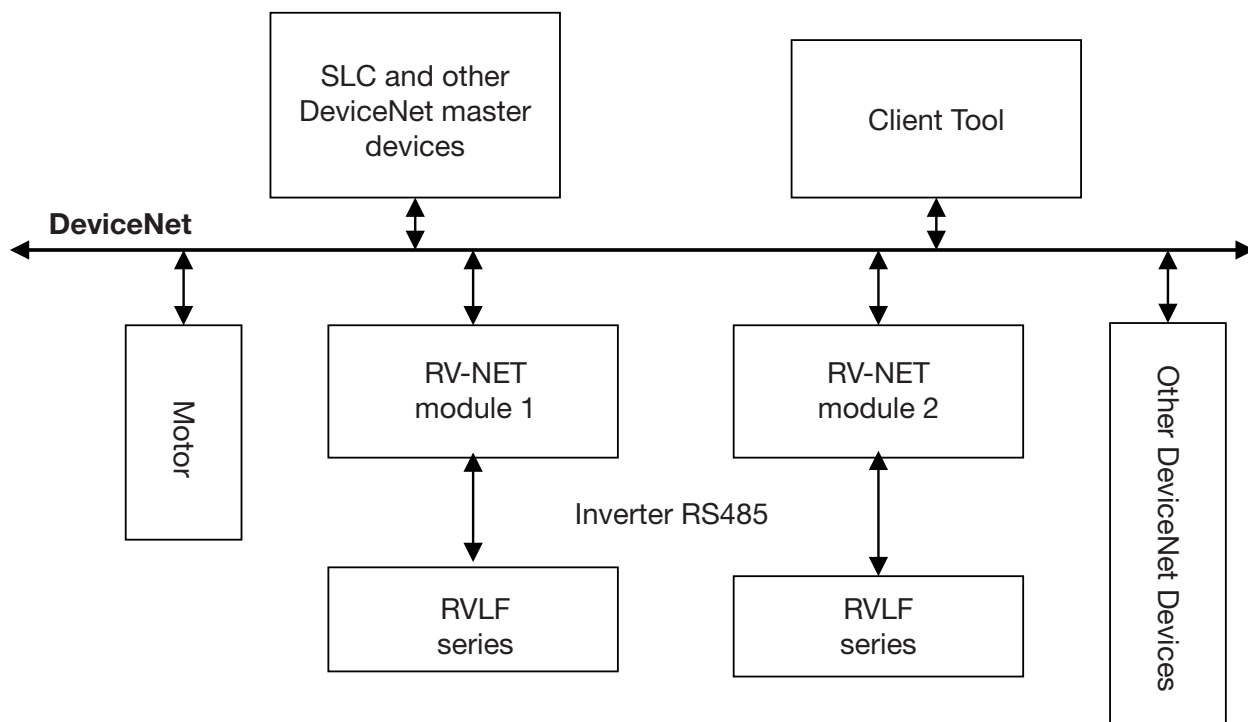 SLC and other
DeviceNet master
devices
Client Tool
DeviceNet
Motor
RV-NET
module 1
RV-NET
module 2
Other DeviceNet Devices
Inverter RS485
RVLF
series
RVLF
series